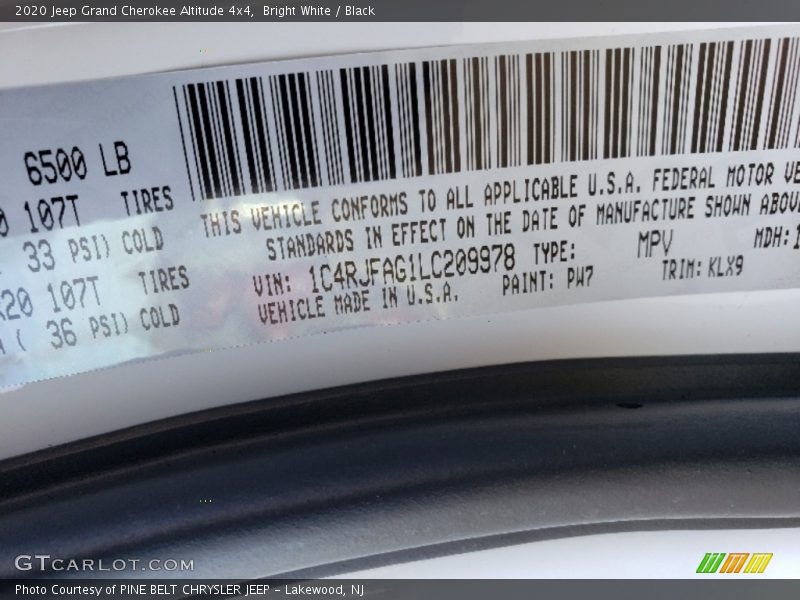 2020 Jeep Grand Cherokee Altitude 4x4, Bright White / Black
6500 LB
107T TIRES
33 PSI) COLD
20 107T TIRES
( 36 PSI) COLD
THIS VEHICLE CONFORMS TO ALL APPLICABLE U.S.A. FEDERAL MOTOR VE
STANDARDS IN EFFECT ON THE DATE OF MANUFACTURE SHOWN ABOV
VIN: 1C4RJFAG1LC209978 TYPE: MPV MDH:1
VEHICLE MADE IN U.S.A. PAINT: PW7 TRIM: KLX9
GTCARLOT.COM
Photo Courtesy of PINE BELT CHRYSLER JEEP - Lakewood, NJ